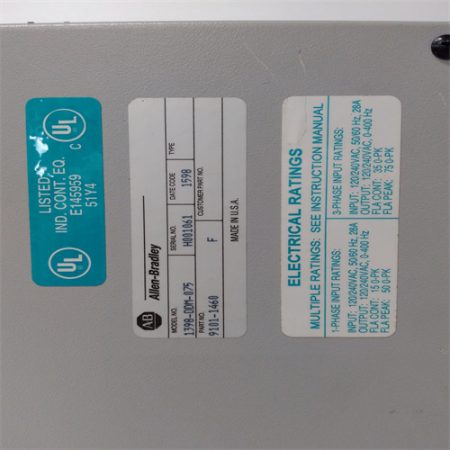 UL
LISTED
IND. CONT. EQ.
E145959
51Y4
C UL
AB
Allen-Bradley
MODEL NO.
1398-DDM-075
SERIAL NO.
H001061
DATE CODE
1598
TYPE
PART NO.
9101-1460
F
CUSTOMER PART NO.
MADE IN U.S.A.
ELECTRICAL RATINGS
MULTIPLE RATINGS: SEE INSTRUCTION MANUAL
1-PHASE INPUT RATINGS:
INPUT: 120/240VAC, 50/60 Hz, 28A
OUTPUT: 120/240VAC, 0-400 Hz
FLA CONT: 15 0-PK
FLA PEAK: 50 0-PK
3-PHASE INPUT RATINGS:
INPUT: 120/240VAC, 50/60 Hz, 28A
OUTPUT: 120/240VAC, 0-400 Hz
FLA CONT: 35 0-PK
FLA PEAK: 75 0-PK